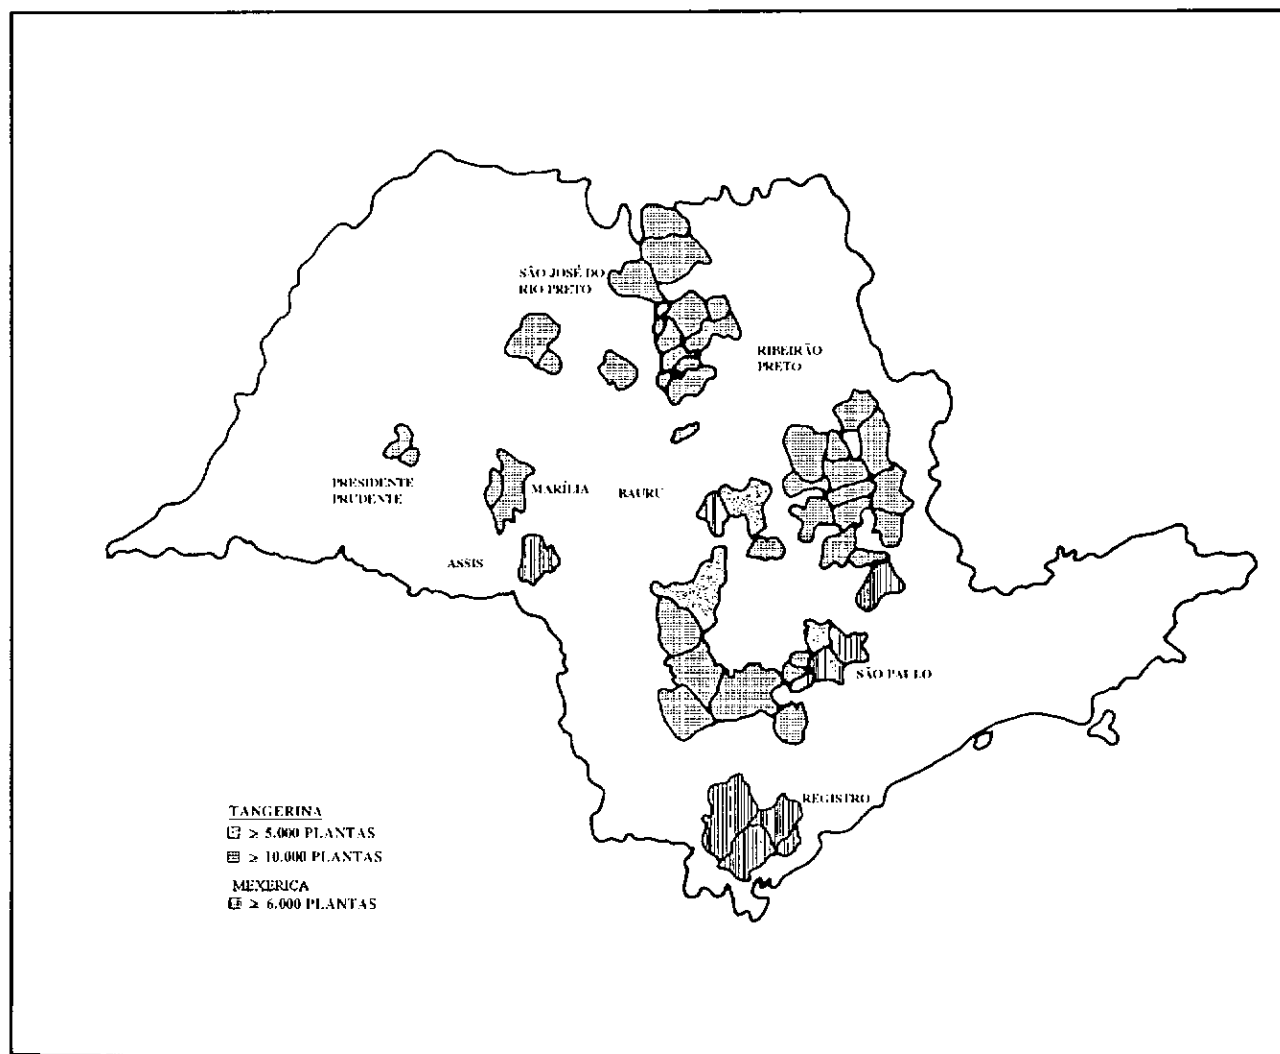 SÃO JOSÉ DO
RIO PRETO
RIBEIRÃO
PRETO
PRESIDENTE
PRUDENTE
MARÍLIA
BAURU
ASSIS
SÃO PAULO
REGISTRO
TANGERINA
≥ 5.000 PLANTAS
≥ 10.000 PLANTAS
MEXERICA
≥ 6.000 PLANTAS